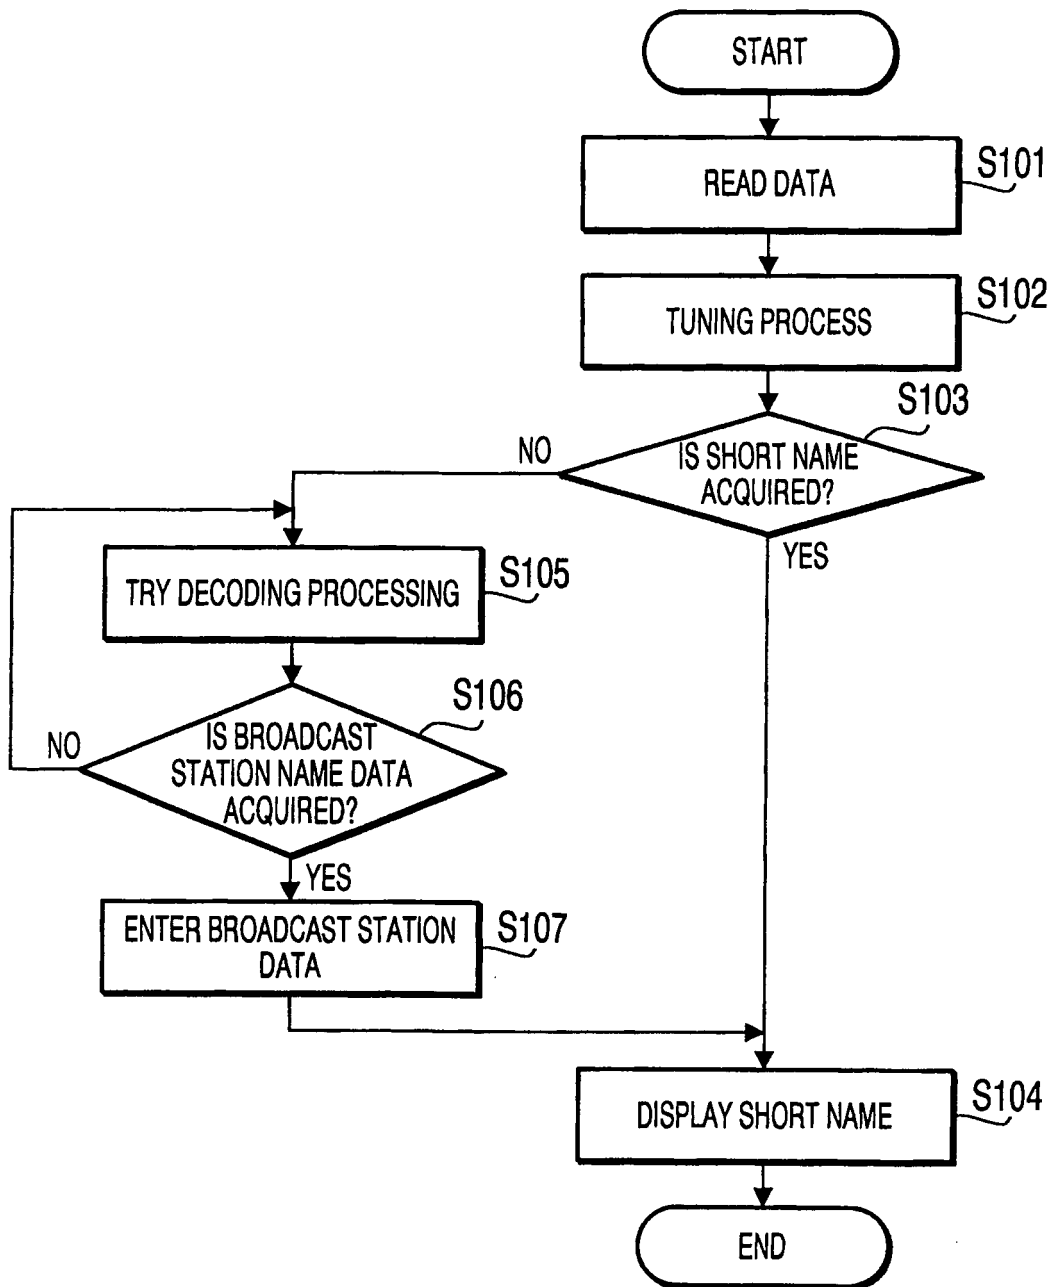 START
READ DATA
S101
TUNING PROCESS
S102
S103
IS SHORT NAME
ACQUIRED?
NO
YES
TRY DECODING PROCESSING
S105
S106
IS BROADCAST
STATION NAME DATA
ACQUIRED?
NO
YES
ENTER BROADCAST STATION
DATA
S107
DISPLAY SHORT NAME
S104
END